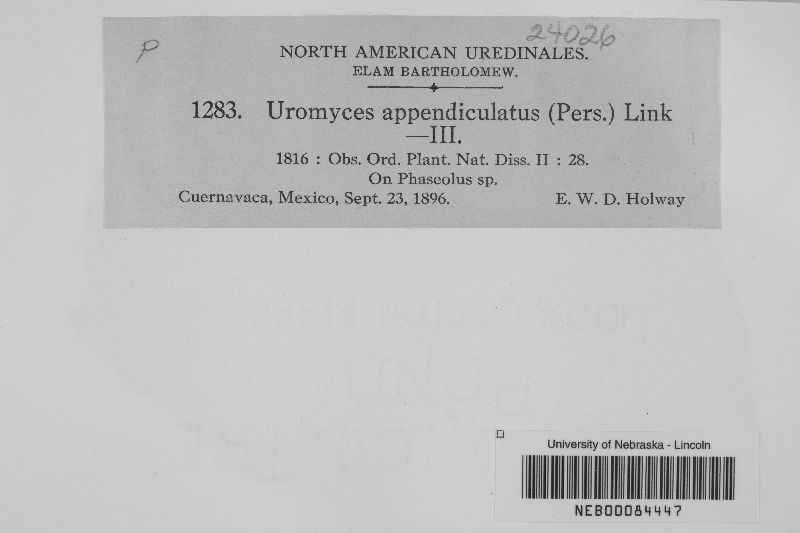 24026
P
NORTH AMERICAN UREDINALES.
ELAM BARTHOLOMEW,
1283. Uromyces appendiculatus (Pers.) Link
—III.
1816 : Obs. Ord. Plant. Nat. Diss. II : 28.
On Phaseolus sp.
Cuernavaca, Mexico, Sept. 23, 1896. E. W. D. Holway
University of Nebraska - Lincoln
NEB00084447